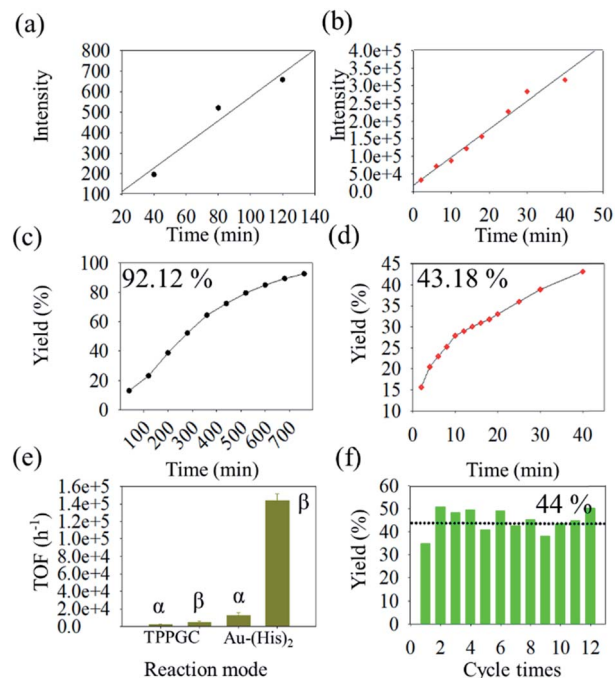 (a)
800
700
600
500
400
300
200
100
Intensity
20 40 60 80 100 120 140
Time (min)
(b)
4.0e+5
3.5e+5
3.0e+5
2.5e+5
2.0e+5
1.5e+5
1.0e+5
5.0e+4
0.0
Intensity
0 10 20 30 40 50
Time (min)
(c)
92.12 %
100
80
60
40
20
0
Yield (%)
100 200 300 400 500 600 700
Time (min)
(d)
43.18 %
45
40
35
30
25
20
15
10
Yield (%)
0 10 20 30 40
Time (min)
(e)
1.6e+5
1.4e+5
1.2e+5
1.0e+5
8.0e+4
6.0e+4
4.0e+4
2.0e+4
0.0
TOF (h⁻¹)
α β α β
TPPGC Au-(His)₂
Reaction mode
(f)
44 %
60
50
40
30
20
10
0
Yield (%)
0 2 4 6 8 10 12
Cycle times